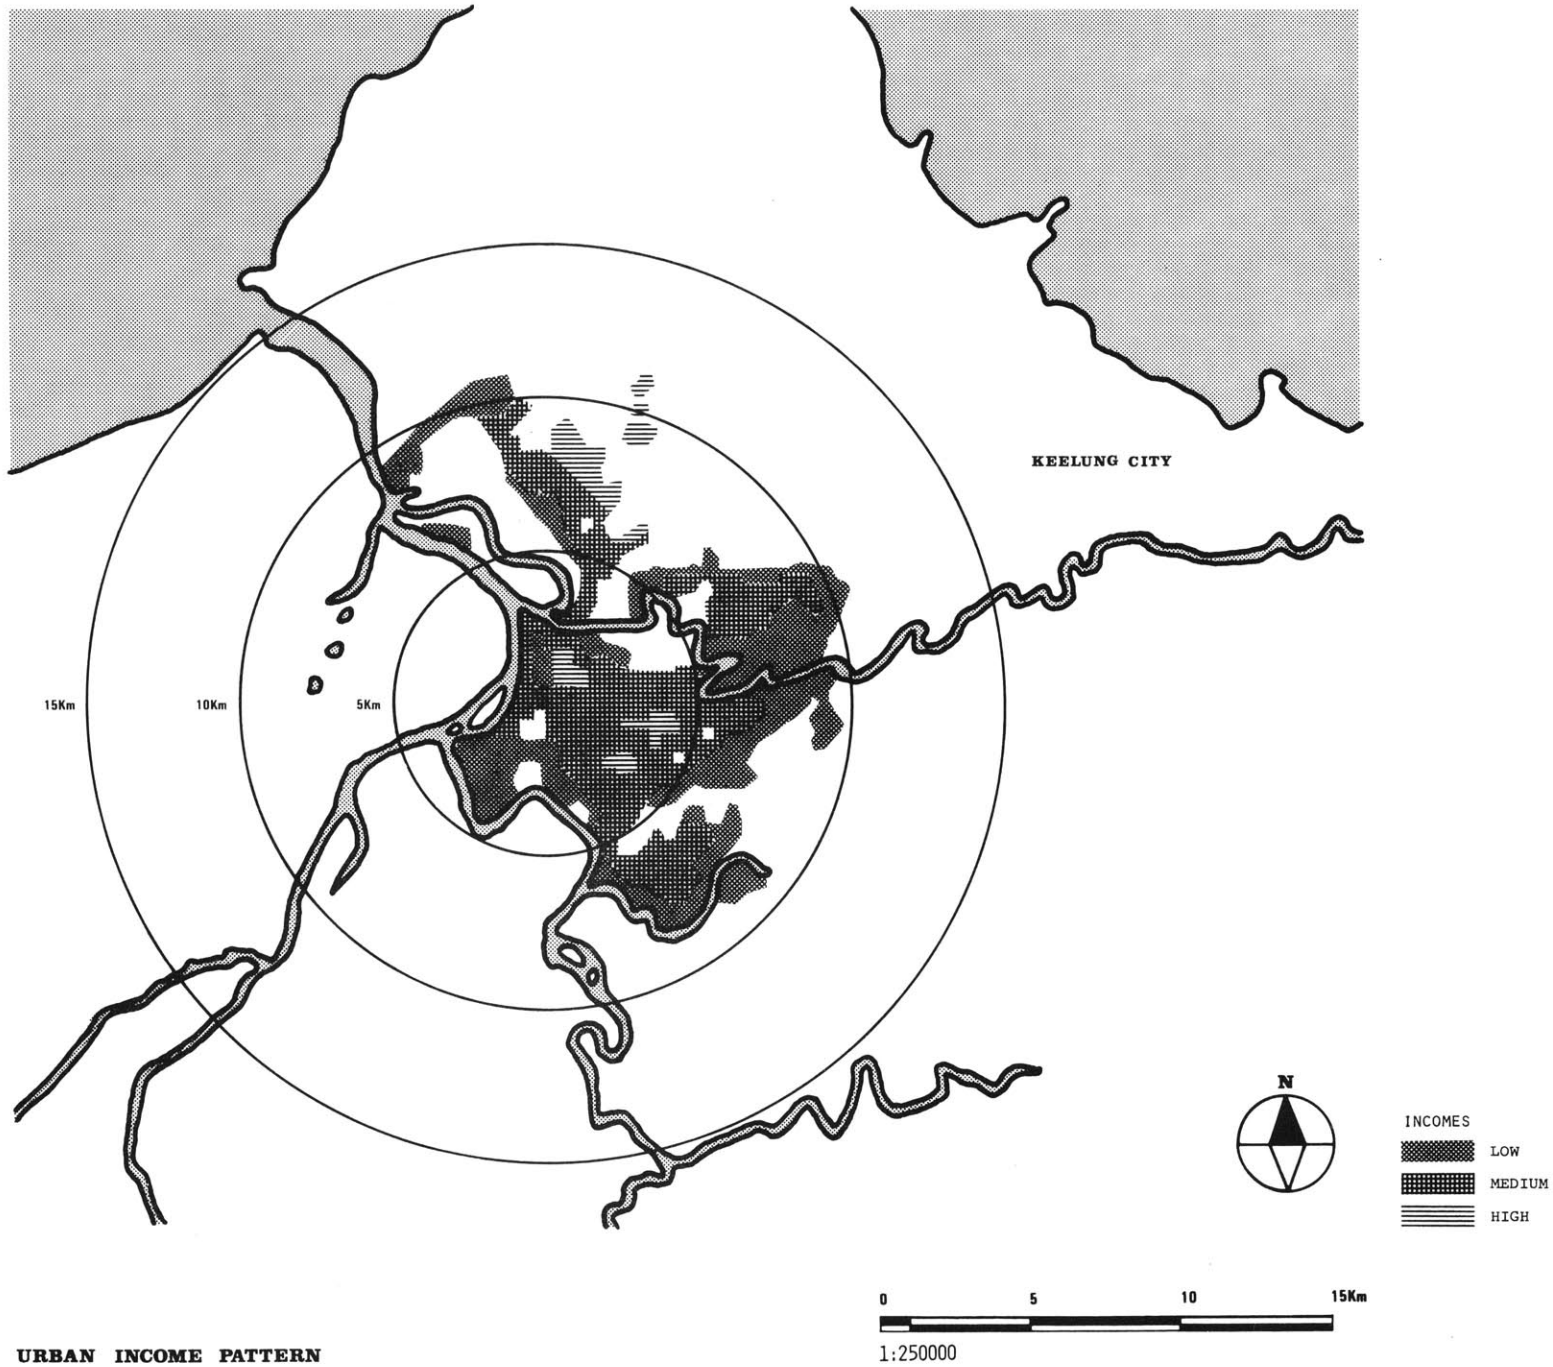 KEELUNG CITY
15Km 10Km 5Km
N
INCOMES
LOW
MEDIUM
HIGH
0 5 10 15Km
1:250000
URBAN INCOME PATTERN